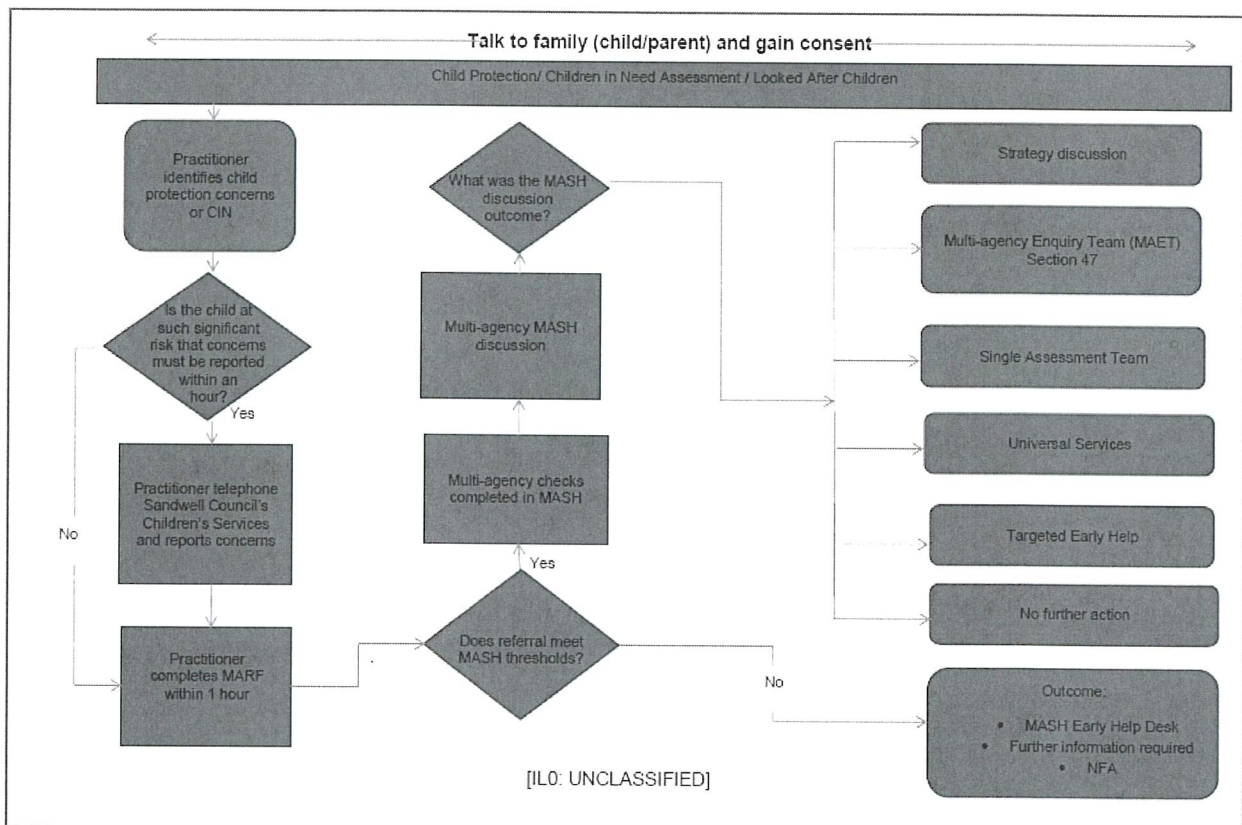 Talk to family (child/parent) and gain consent
Child Protection/ Children in Need Assessment / Looked After Children
Practitioner
identifies child
protection concerns
or CIN
Is the child at
such significant
risk that concerns
must be reported
within an
hour?
Yes
No
Practitioner telephone
Sandwell Council's
Children's Services
and reports concerns
Practitioner
completes MARF
within 1 hour
What was the MASH
discussion
outcome?
Multi-agency MASH
discussion
Multi-agency checks
completed in MASH
Yes
Does referral meet
MASH thresholds?
No
Strategy discussion
Multi-agency Enquiry Team (MAET)
Section 47
Single Assessment Team
Universal Services
Targeted Early Help
No further action
Outcome:
• MASH Early Help Desk
• Further information required
• NFA
[IL0: UNCLASSIFIED]